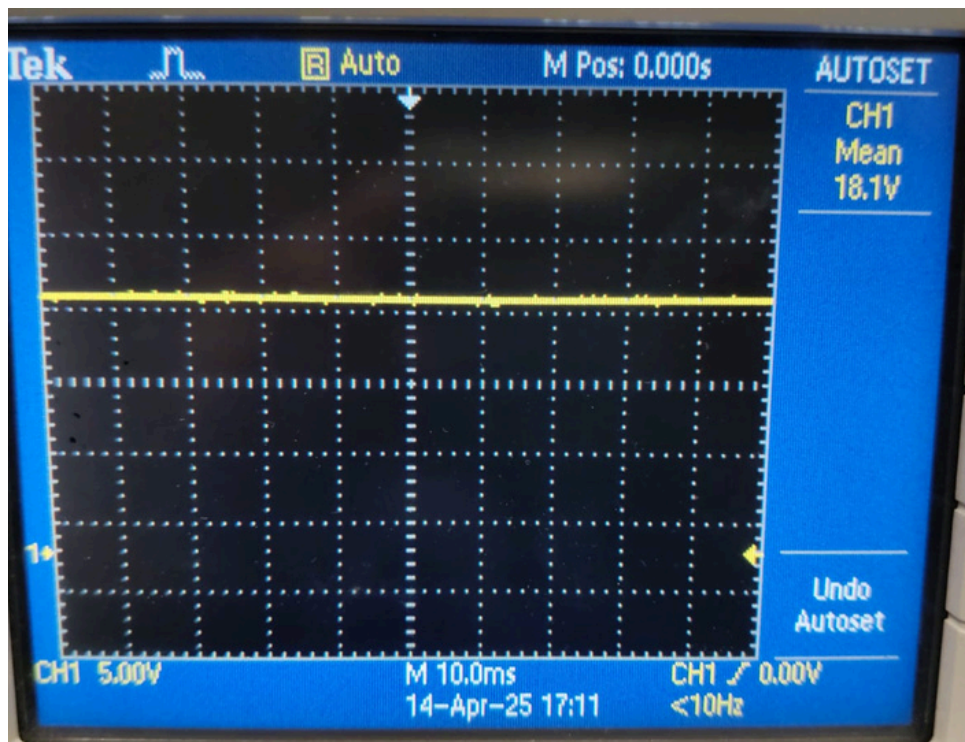 Tek R Auto M Pos: 0.000s AUTOSET
CH1
Mean
18.1V
1
Undo
Autoset
CH1 5.00V M 10.0ms CH1 0.00V
14-Apr-25 17:11 <10Hz